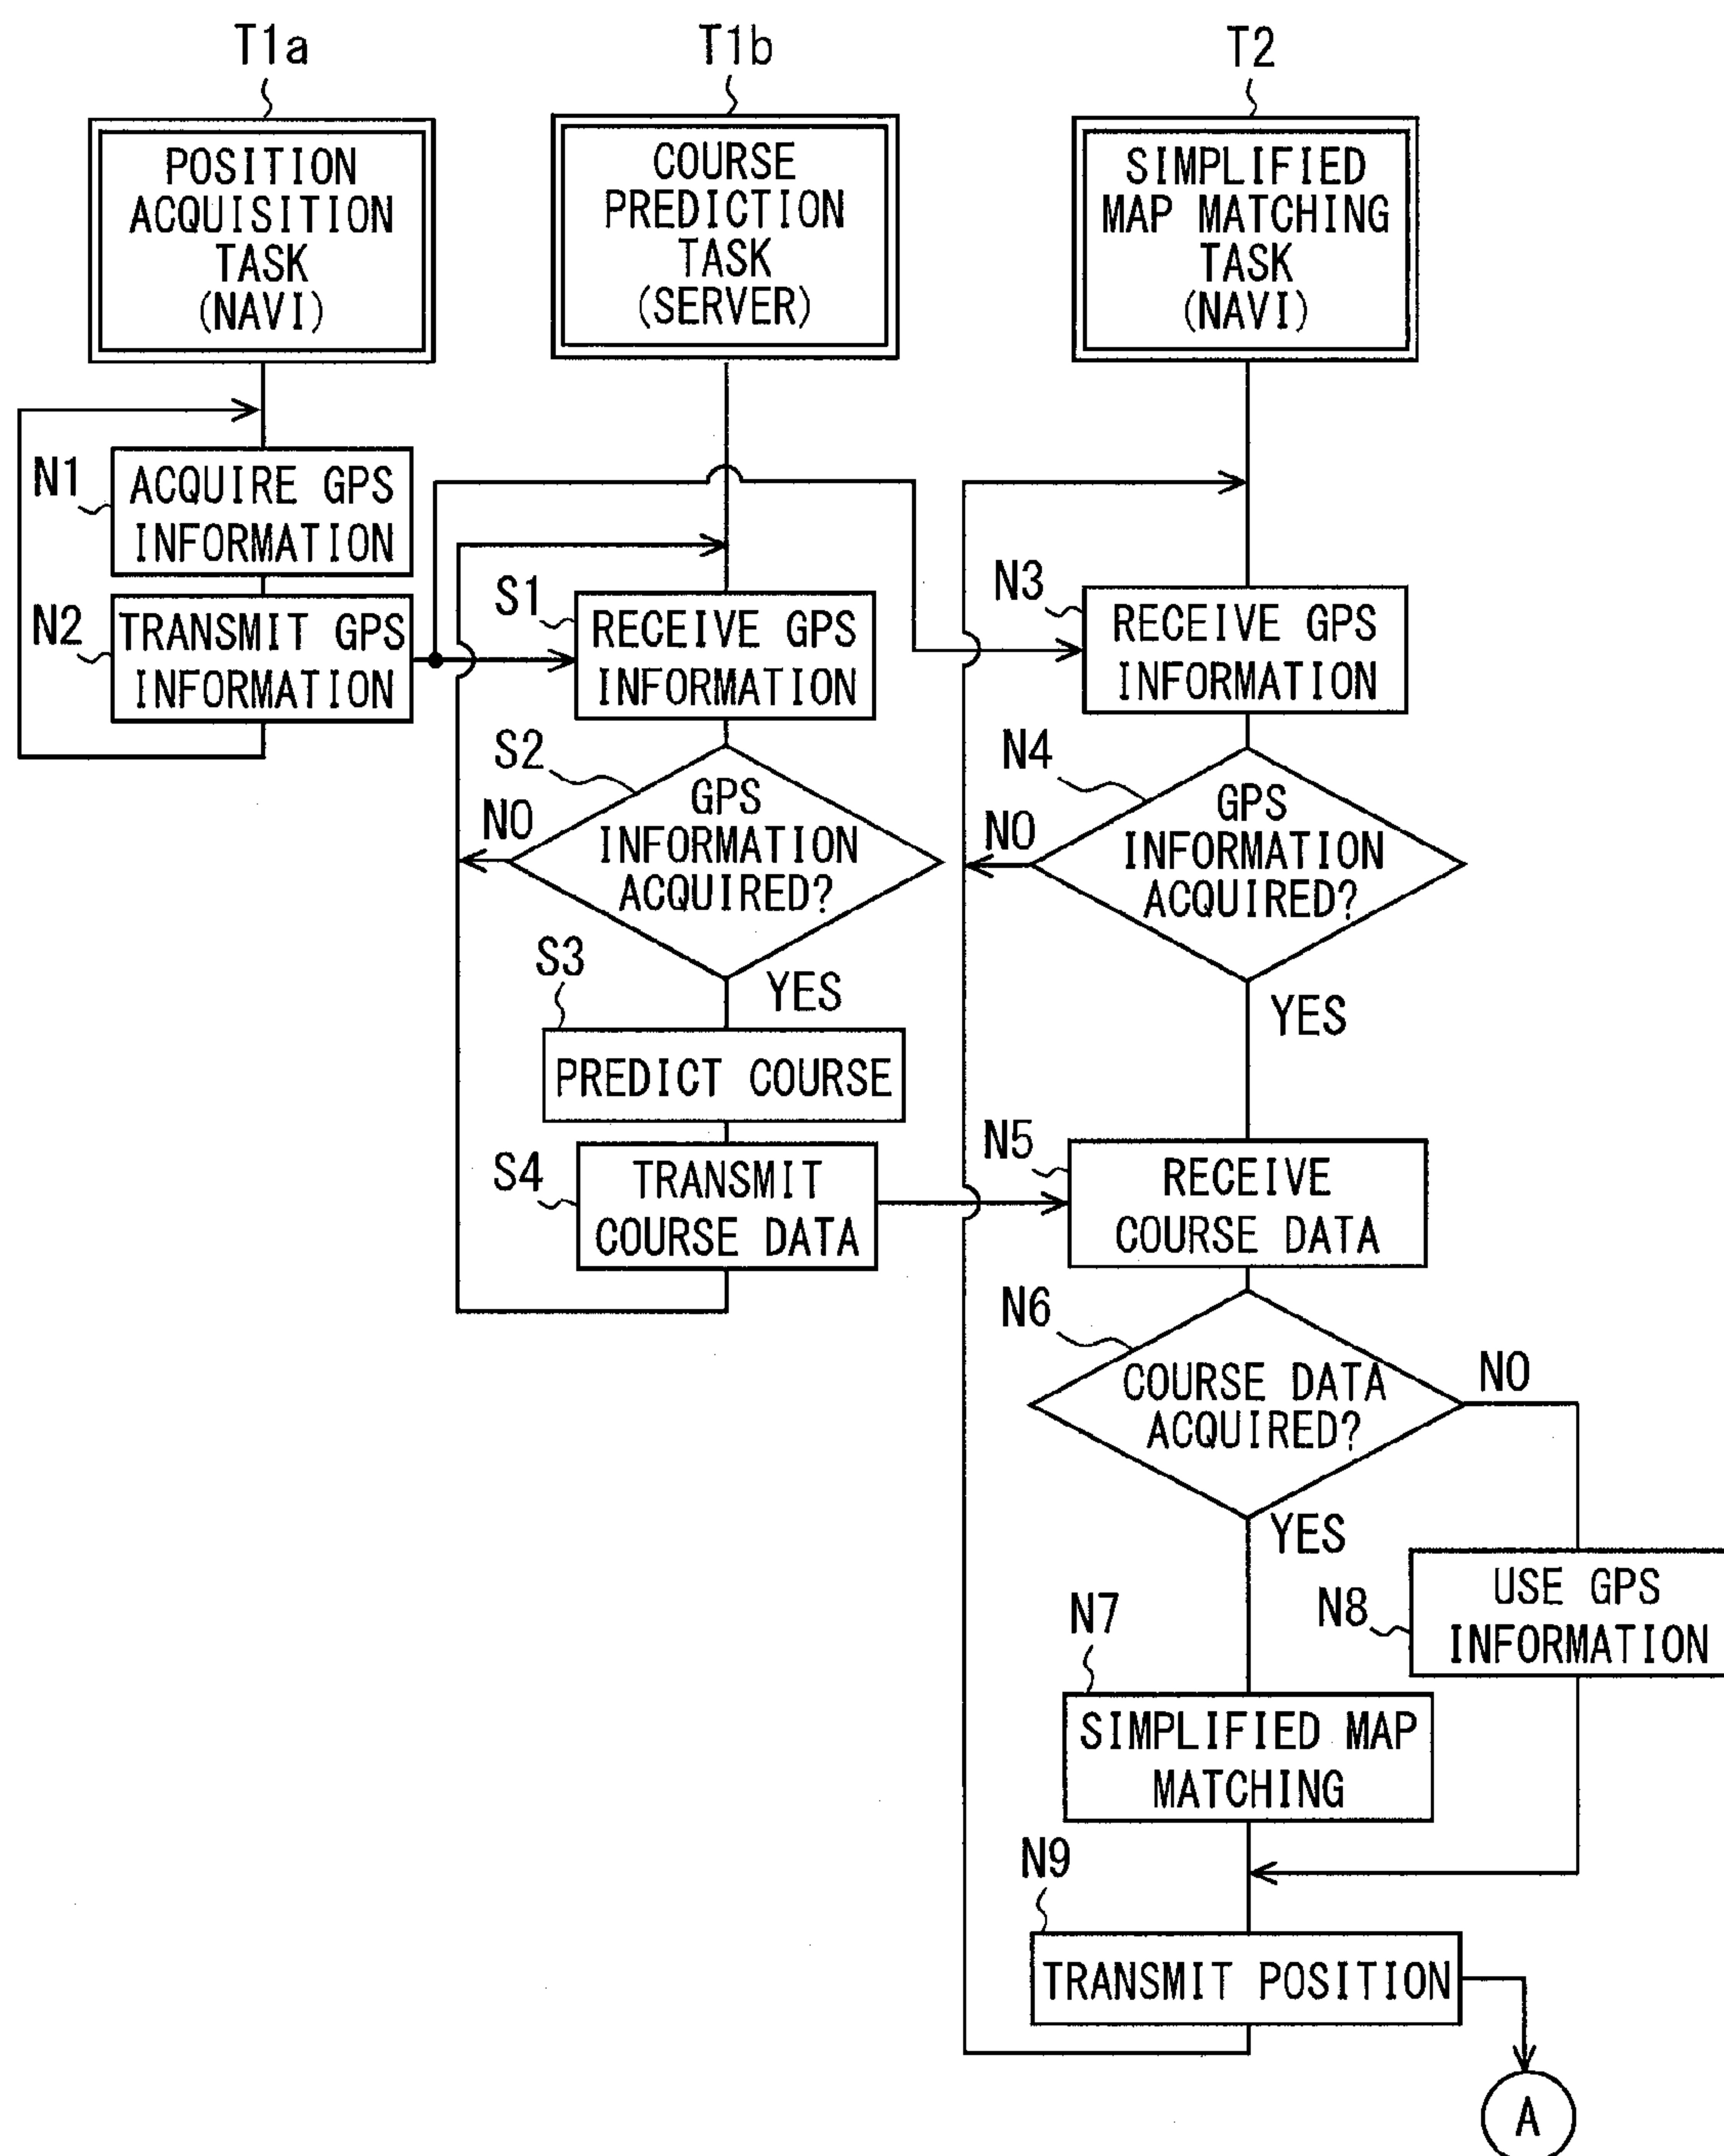 T1a
POSITION
ACQUISITION
TASK
(NAVI)
N1
ACQUIRE GPS
INFORMATION
N2
TRANSMIT GPS
INFORMATION
T1b
COURSE
PREDICTION
TASK
(SERVER)
S1
RECEIVE GPS
INFORMATION
S2
GPS
INFORMATION
ACQUIRED?
NO
YES
S3
PREDICT COURSE
S4
TRANSMIT
COURSE DATA
T2
SIMPLIFIED
MAP MATCHING
TASK
(NAVI)
N3
RECEIVE GPS
INFORMATION
N4
GPS
INFORMATION
ACQUIRED?
NO
YES
N5
RECEIVE
COURSE DATA
N6
COURSE DATA
ACQUIRED?
NO
YES
N8
USE GPS
INFORMATION
N7
SIMPLIFIED MAP
MATCHING
N9
TRANSMIT POSITION
A